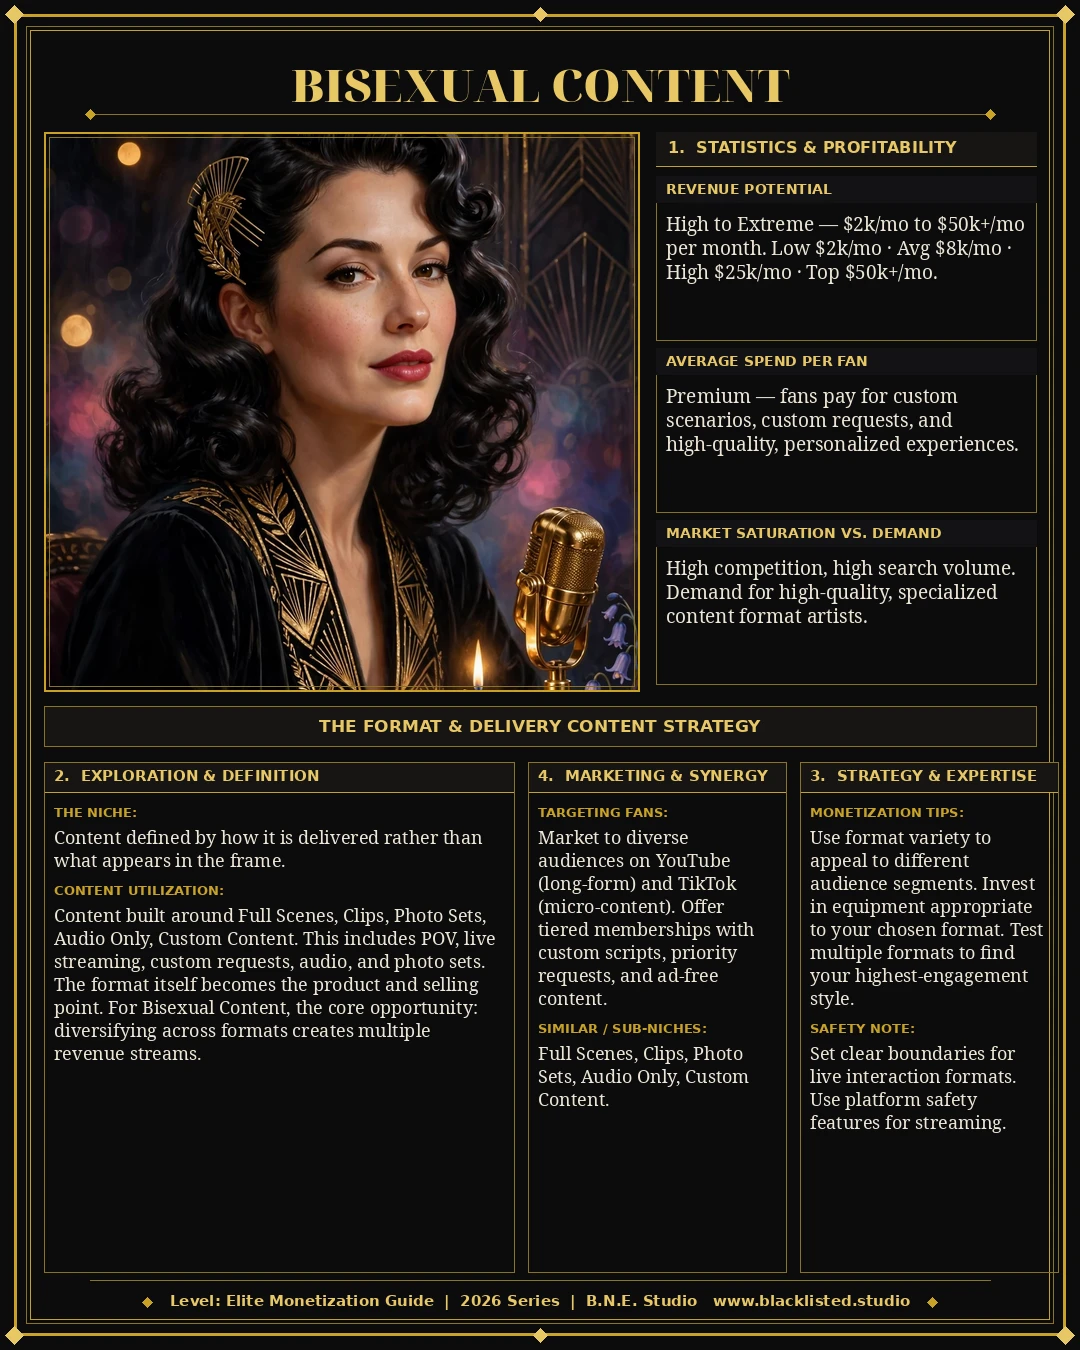 BISEXUAL CONTENT
1. STATISTICS & PROFITABILITY
REVENUE POTENTIAL
High to Extreme — $2k/mo to $50k+/mo
per month. Low $2k/mo · Avg $8k/mo ·
High $25k/mo · Top $50k+/mo.
AVERAGE SPEND PER FAN
Premium — fans pay for custom
scenarios, custom requests, and
high-quality, personalized experiences.
MARKET SATURATION VS. DEMAND
High competition, high search volume.
Demand for high-quality, specialized
content format artists.
THE FORMAT & DELIVERY CONTENT STRATEGY
2. EXPLORATION & DEFINITION
THE NICHE:
Content defined by how it is delivered rather than
what appears in the frame.
CONTENT UTILIZATION:
Content built around Full Scenes, Clips, Photo Sets,
Audio Only, Custom Content. This includes POV, live
streaming, custom requests, audio, and photo sets.
The format itself becomes the product and selling
point. For Bisexual Content, the core opportunity:
diversifying across formats creates multiple
revenue streams.
4. MARKETING & SYNERGY
TARGETING FANS:
Market to diverse
audiences on YouTube
(long-form) and TikTok
(micro-content). Offer
tiered memberships with
custom scripts, priority
requests, and ad-free
content.
SIMILAR / SUB-NICHES:
Full Scenes, Clips, Photo
Sets, Audio Only, Custom
Content.
3. STRATEGY & EXPERTISE
MONETIZATION TIPS:
Use format variety to
appeal to different
audience segments. Invest
in equipment appropriate
to your chosen format. Test
multiple formats to find
your highest-engagement
style.
SAFETY NOTE:
Set clear boundaries for
live interaction formats.
Use platform safety
features for streaming.
Level: Elite Monetization Guide | 2026 Series | B.N.E. Studio www.blacklisted.studio